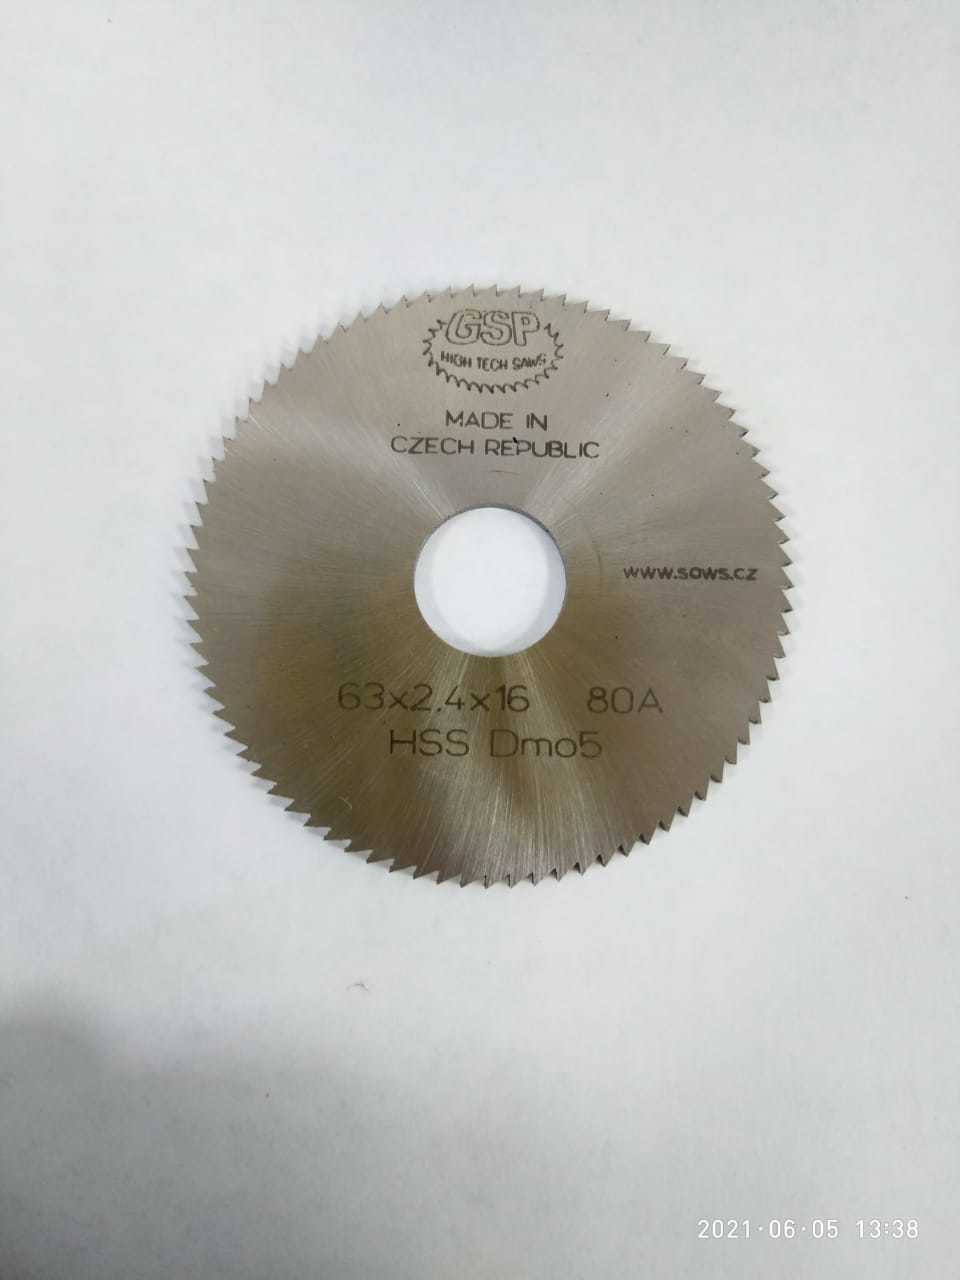 GSP
HIGH TECH SAWS
MADE IN
CZECH REPUBLIC
www.saws.cz
63x2.4x16 80A
HSS Dmo5
2021·06·05 13:38